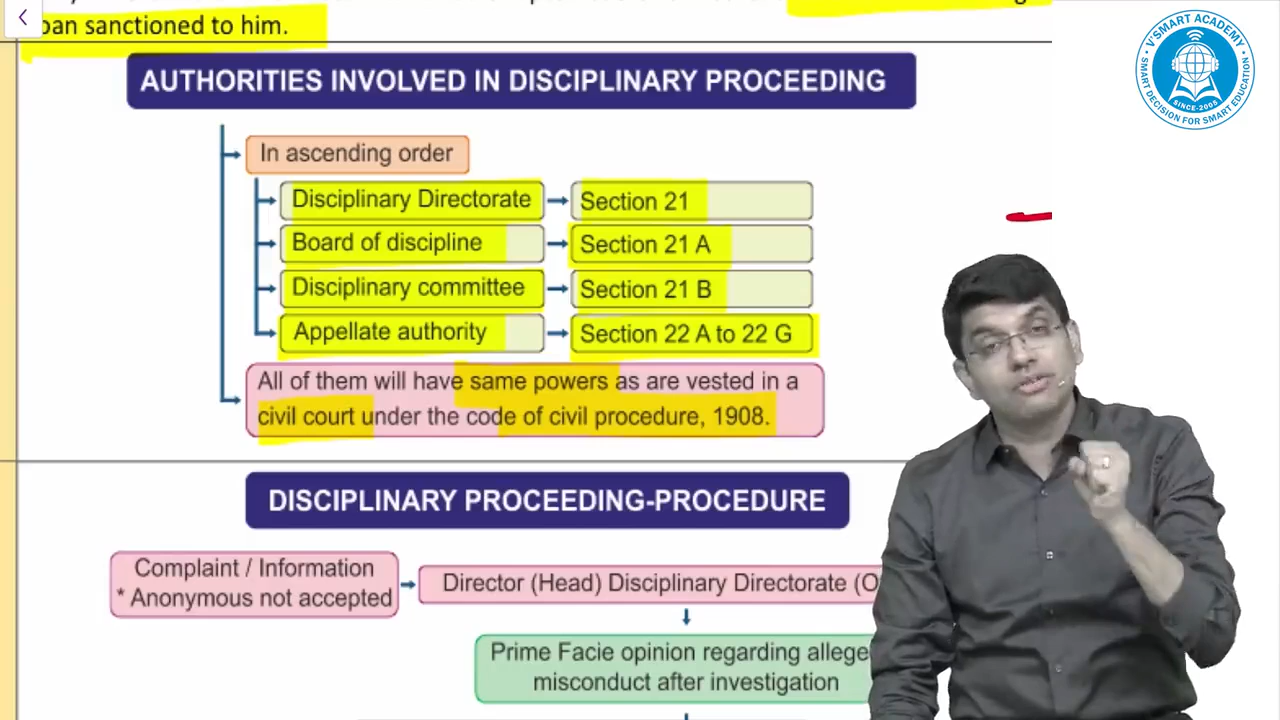 oan sanctioned to him.
AUTHORITIES INVOLVED IN DISCIPLINARY PROCEEDING
In ascending order
Disciplinary Directorate
Section 21
Board of discipline
Section 21 A
Disciplinary committee
Section 21 B
Appellate authority
Section 22 A to 22 G
All of them will have same powers as are vested in a
civil court under the code of civil procedure, 1908.
DISCIPLINARY PROCEEDING-PROCEDURE
Complaint / Information
* Anonymous not accepted
Director (Head) Disciplinary Directorate (O
Prime Facie opinion regarding allege
misconduct after investigation
V'SMART ACADEMY
SINCE-2005
SMART DECISION FOR SMART EDUCATION